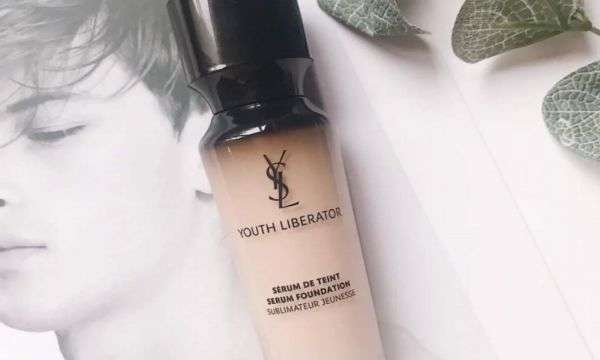 YSL
YOUTH LIBERATOR
SÉRUM DE TEINT
SERUM FOUNDATION
SUBLIMATEUR JEUNESSE